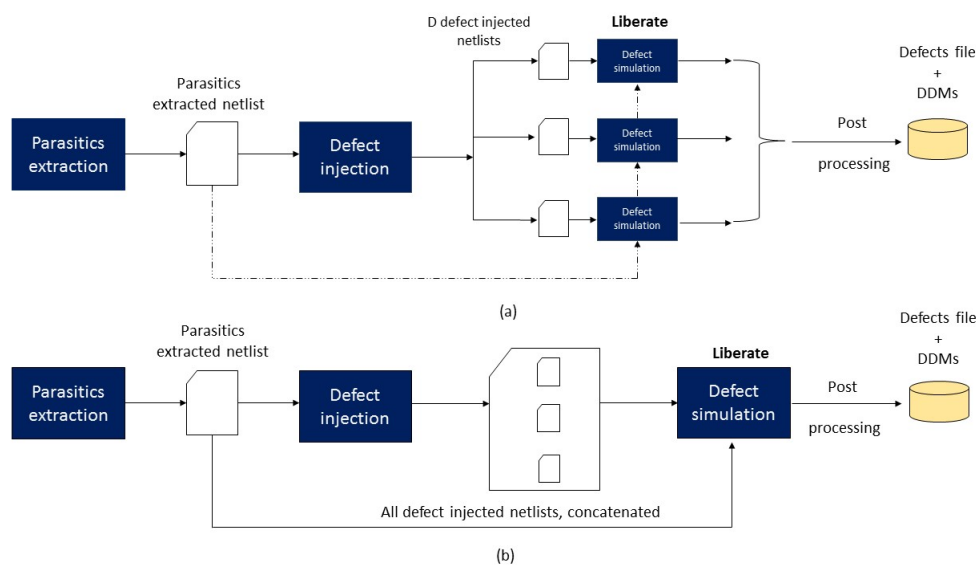 D defect injected
netlists
Liberate
Defects file
+
DDMs
Parasitics
extracted netlist
Parasitics
extraction
Defect
injection
Defect
simulation
Defect
simulation
Defect
simulation
Post
processing
(a)
Parasitics
extracted netlist
Liberate
Defects file
+
DDMs
Parasitics
extraction
Defect
injection
Defect
simulation
Post
processing
All defect injected netlists, concatenated
(b)